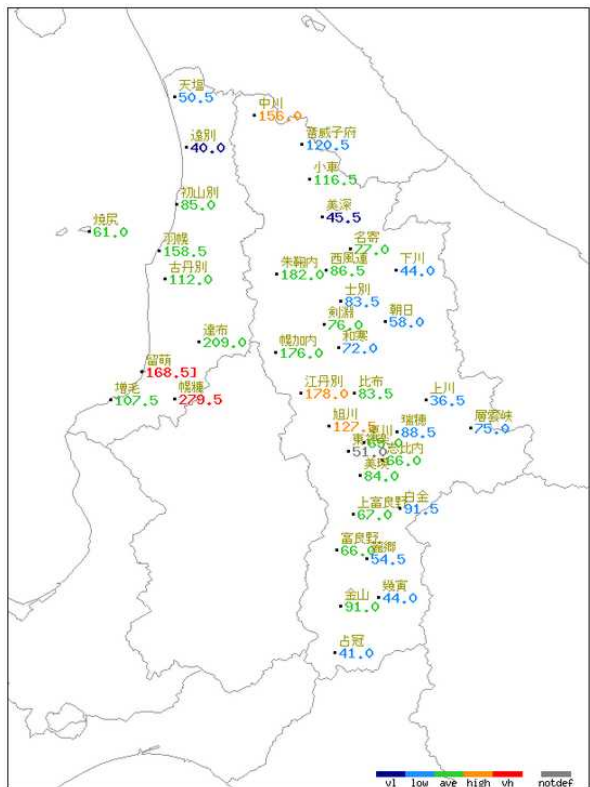 天塩
50.5
中川
156.0
遠別
40.0
音威子府
120.5
小車
116.5
初山別
85.0
美深
45.5
焼尻
61.0
羽幌
158.5
名寄
77.0
古丹別
112.0
朱鞠内
182.0
西風連
86.5
下川
44.0
士別
83.5
朝日
58.0
剣淵
76.0
和寒
72.0
達布
209.0
幌加内
176.0
留萌
168.5]
増毛
107.5
幌糠
279.5
江丹別
178.0
比布
83.5
上川
36.5
旭川
127.5
瑞穂
88.5
層雲峡
75.0
東川
51.0
志比内
66.0
美瑛
84.0
白金
91.5
上富良野
67.0
富良野
66.0
麓郷
54.5
幾寅
44.0
金山
91.0
占冠
41.0
vl low ave high vh notdef